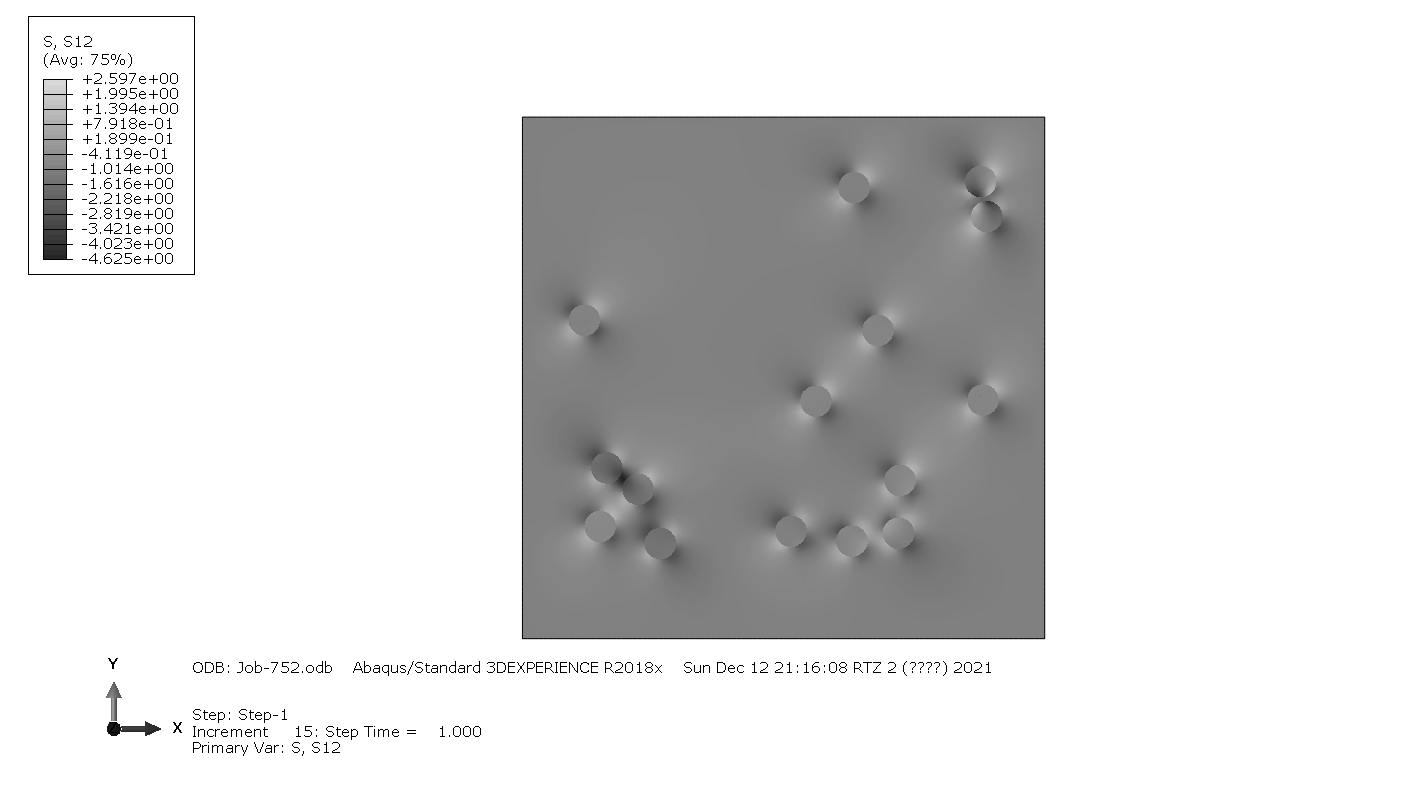 S, S12
(Avg: 75%)
+2.597e+00
+1.995e+00
+1.394e+00
+7.918e-01
+1.899e-01
-4.119e-01
-1.014e+00
-1.616e+00
-2.218e+00
-2.819e+00
-3.421e+00
-4.023e+00
-4.625e+00
Y
X
ODB: Job-752.odb    Abaqus/Standard 3DEXPERIENCE R2018x    Sun Dec 12 21:16:08 RTZ 2 (????) 2021
Step: Step-1
Increment     15: Step Time =    1.000
Primary Var: S, S12